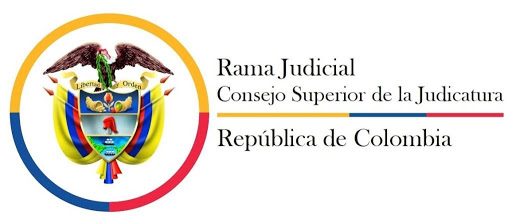 Libertad y Orden
Rama Judicial
Consejo Superior de la Judicatura
República de Colombia